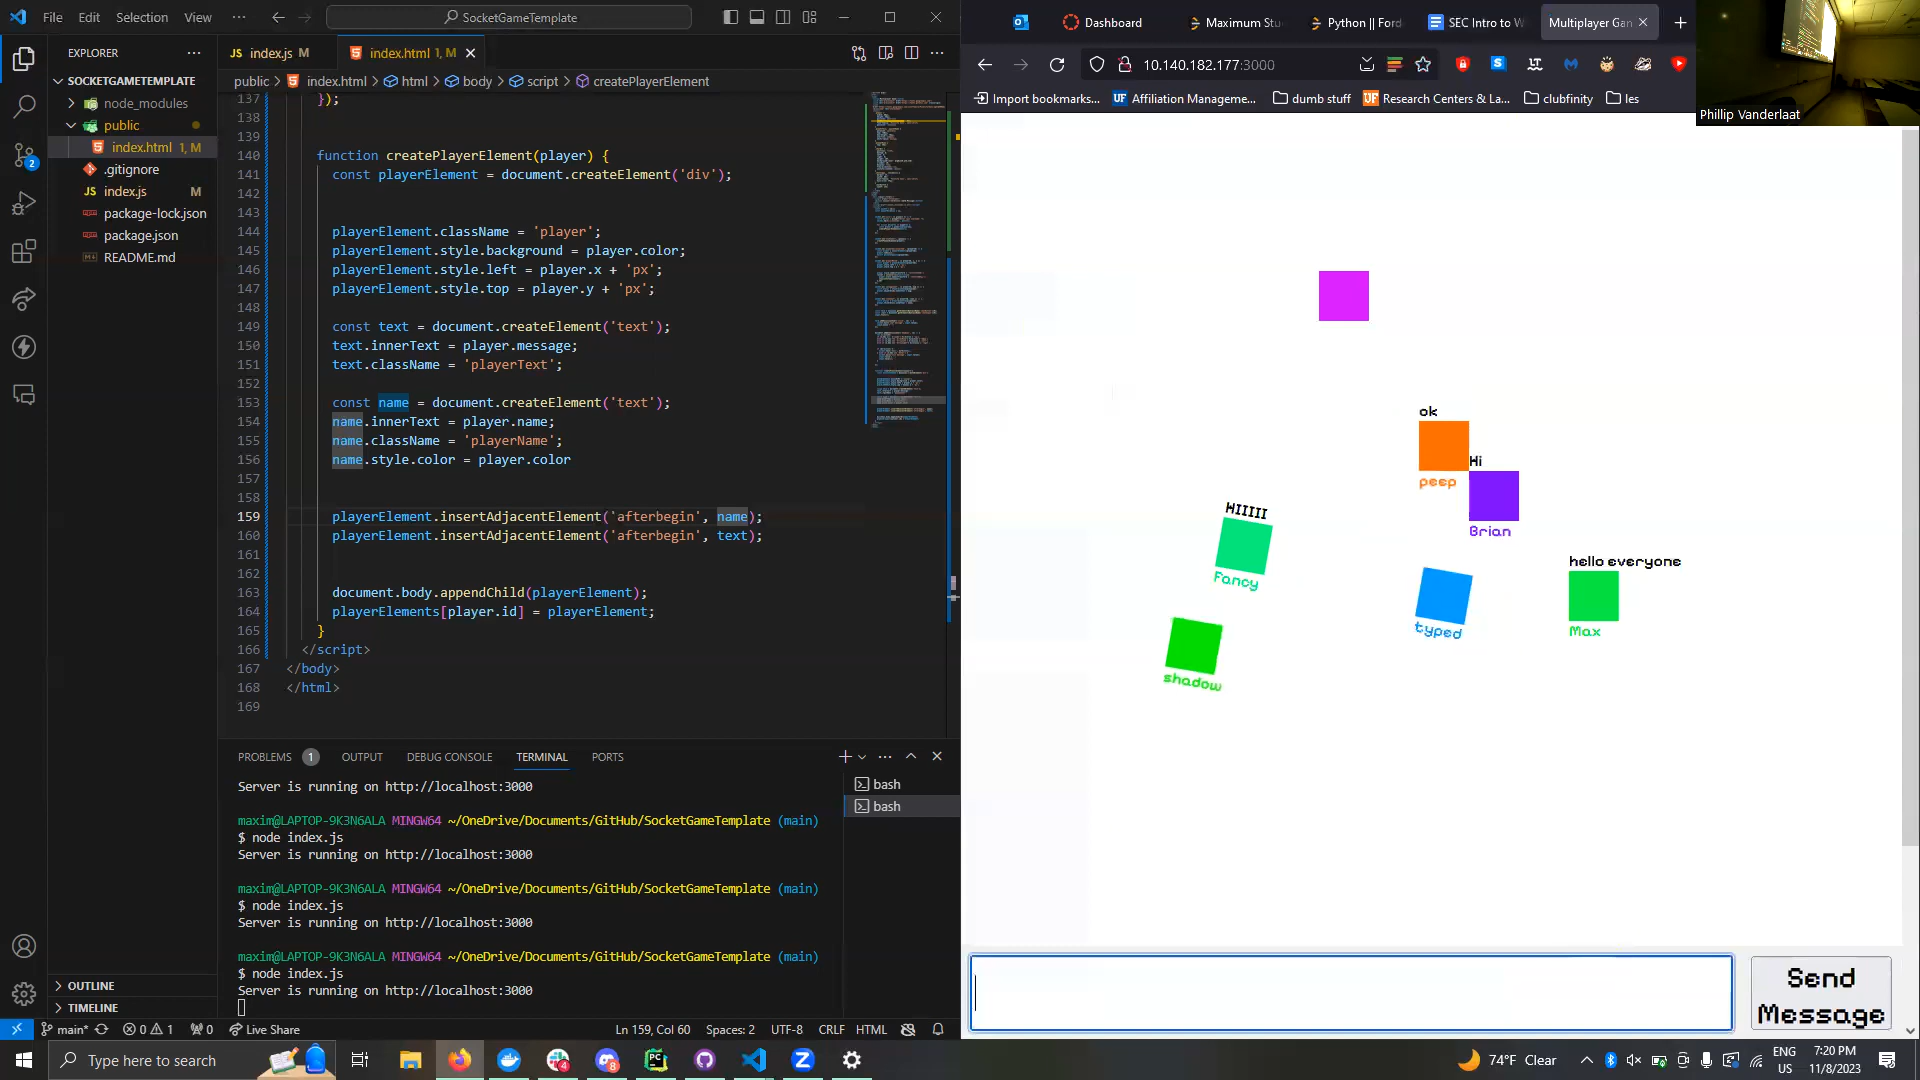 File Edit Selection View ··· SocketGameTemplate
EXPLORER
SOCKETGAMETEMPLATE
node_modules
public
index.html 1, M
.gitignore
index.js M
package-lock.json
package.json
README.md
OUTLINE
TIMELINE
index.js M index.html 1, M
public > index.html > html > body > script > createPlayerElement
137 });
138
139
140 function createPlayerElement(player) {
141 const playerElement = document.createElement('div');
142
143
144 playerElement.className = 'player';
145 playerElement.style.background = player.color;
146 playerElement.style.left = player.x + 'px';
147 playerElement.style.top = player.y + 'px';
148
149 const text = document.createElement('text');
150 text.innerText = player.message;
151 text.className = 'playerText';
152
153 const name = document.createElement('text');
154 name.innerText = player.name;
155 name.className = 'playerName';
156 name.style.color = player.color
157
158
159 playerElement.insertAdjacentElement('afterbegin', name);
160 playerElement.insertAdjacentElement('afterbegin', text);
161
162
163 document.body.appendChild(playerElement);
164 playerElements[player.id] = playerElement;
165 }
166 </script>
167 </body>
168 </html>
169
PROBLEMS 1 OUTPUT DEBUG CONSOLE TERMINAL PORTS
Server is running on http://localhost:3000
maxim@LAPTOP-9K3N6ALA MINGW64 ~/OneDrive/Documents/GitHub/SocketGameTemplate (main)
$ node index.js
Server is running on http://localhost:3000
maxim@LAPTOP-9K3N6ALA MINGW64 ~/OneDrive/Documents/GitHub/SocketGameTemplate (main)
$ node index.js
Server is running on http://localhost:3000
maxim@LAPTOP-9K3N6ALA MINGW64 ~/OneDrive/Documents/GitHub/SocketGameTemplate (main)
$ node index.js
Server is running on http://localhost:3000
bash
bash
main* 0 1 0 Live Share Ln 159, Col 60 Spaces: 2 UTF-8 CRLF HTML
Dashboard Maximum Stu Python || Ford SEC Intro to W Multiplayer Gan
10.140.182.177:3000
Import bookmarks... Affiliation Manageme... dumb stuff Research Centers & La... clubfinity les
Phillip Vanderlaat
ok
peep
Hi
Brian
HIIIII
Fancy
hello everyone
Max
typed
shadow
Send
Message
Type here to search
74°F Clear
ENG
US
7:20 PM
11/8/2023